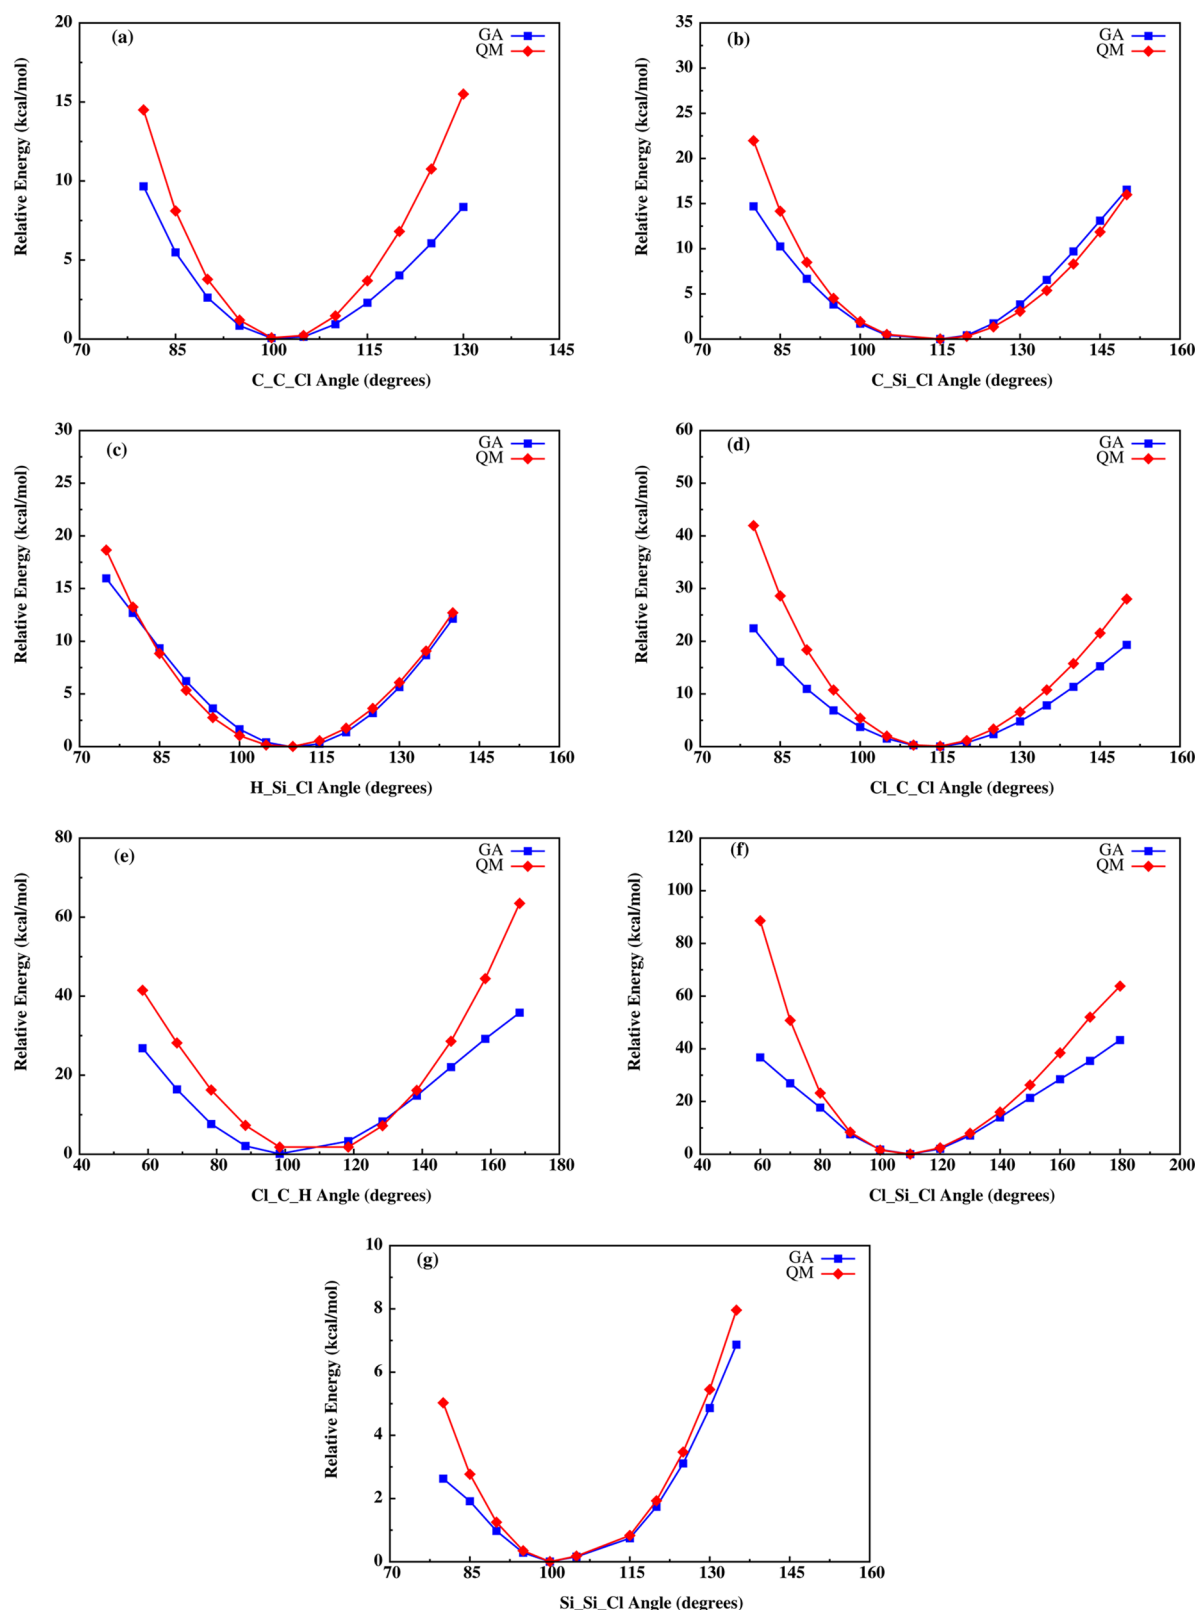 (a)
GA
QM
Relative Energy (kcal/mol)
20
15
10
5
0
70 85 100 115 130 145
C_C_Cl Angle (degrees)
(b)
GA
QM
Relative Energy (kcal/mol)
35
30
25
20
15
10
5
0
70 85 100 115 130 145 160
C_Si_Cl Angle (degrees)
(c)
GA
QM
Relative Energy (kcal/mol)
30
25
20
15
10
5
0
70 85 100 115 130 145 160
H_Si_Cl Angle (degrees)
(d)
GA
QM
Relative Energy (kcal/mol)
60
50
40
30
20
10
0
70 85 100 115 130 145 160
Cl_C_Cl Angle (degrees)
(e)
GA
QM
Relative Energy (kcal/mol)
80
60
40
20
0
40 60 80 100 120 140 160 180
Cl_C_H Angle (degrees)
(f)
GA
QM
Relative Energy (kcal/mol)
120
100
80
60
40
20
0
40 60 80 100 120 140 160 180 200
Cl_Si_Cl Angle (degrees)
(g)
GA
QM
Relative Energy (kcal/mol)
10
8
6
4
2
0
70 85 100 115 130 145 160
Si_Si_Cl Angle (degrees)